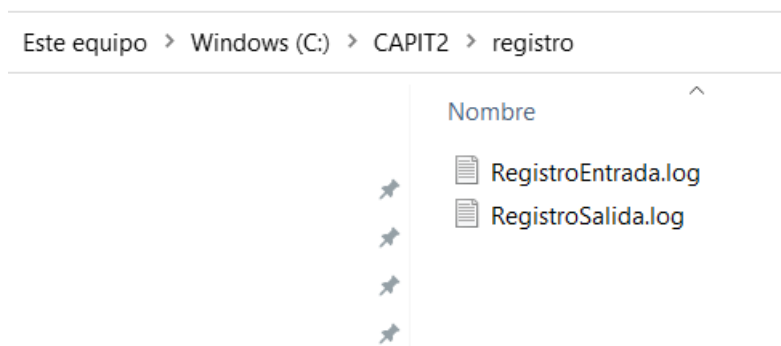 Este equipo > Windows (C:) > CAPIT2 > registro
Nombre
RegistroEntrada.log
RegistroSalida.log